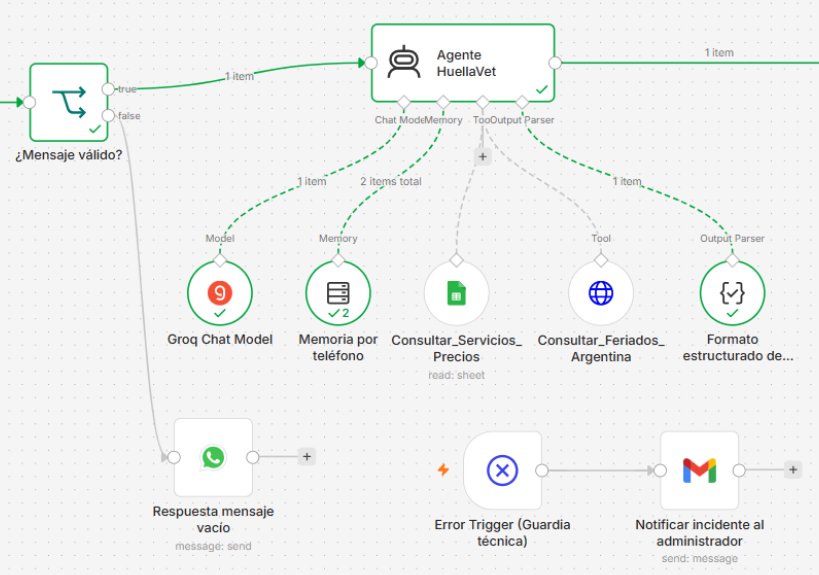 Agente
HuellaVet
1 item
1 item
true
false
¿Mensaje válido?
Chat Mode
Memory
Too
Output Parser
+
1 item
2 items total
1 item
Model
Memory
Tool
Output Parser
2
Groq Chat Model
Memoria por
teléfono
Consultar_Servicios_
Precios
read: sheet
Consultar_Feriados_
Argentina
Formato
estructurado de...
+
Respuesta mensaje
vacío
message: send
Error Trigger (Guardia
técnica)
+
Notificar incidente al
administrador
send: message